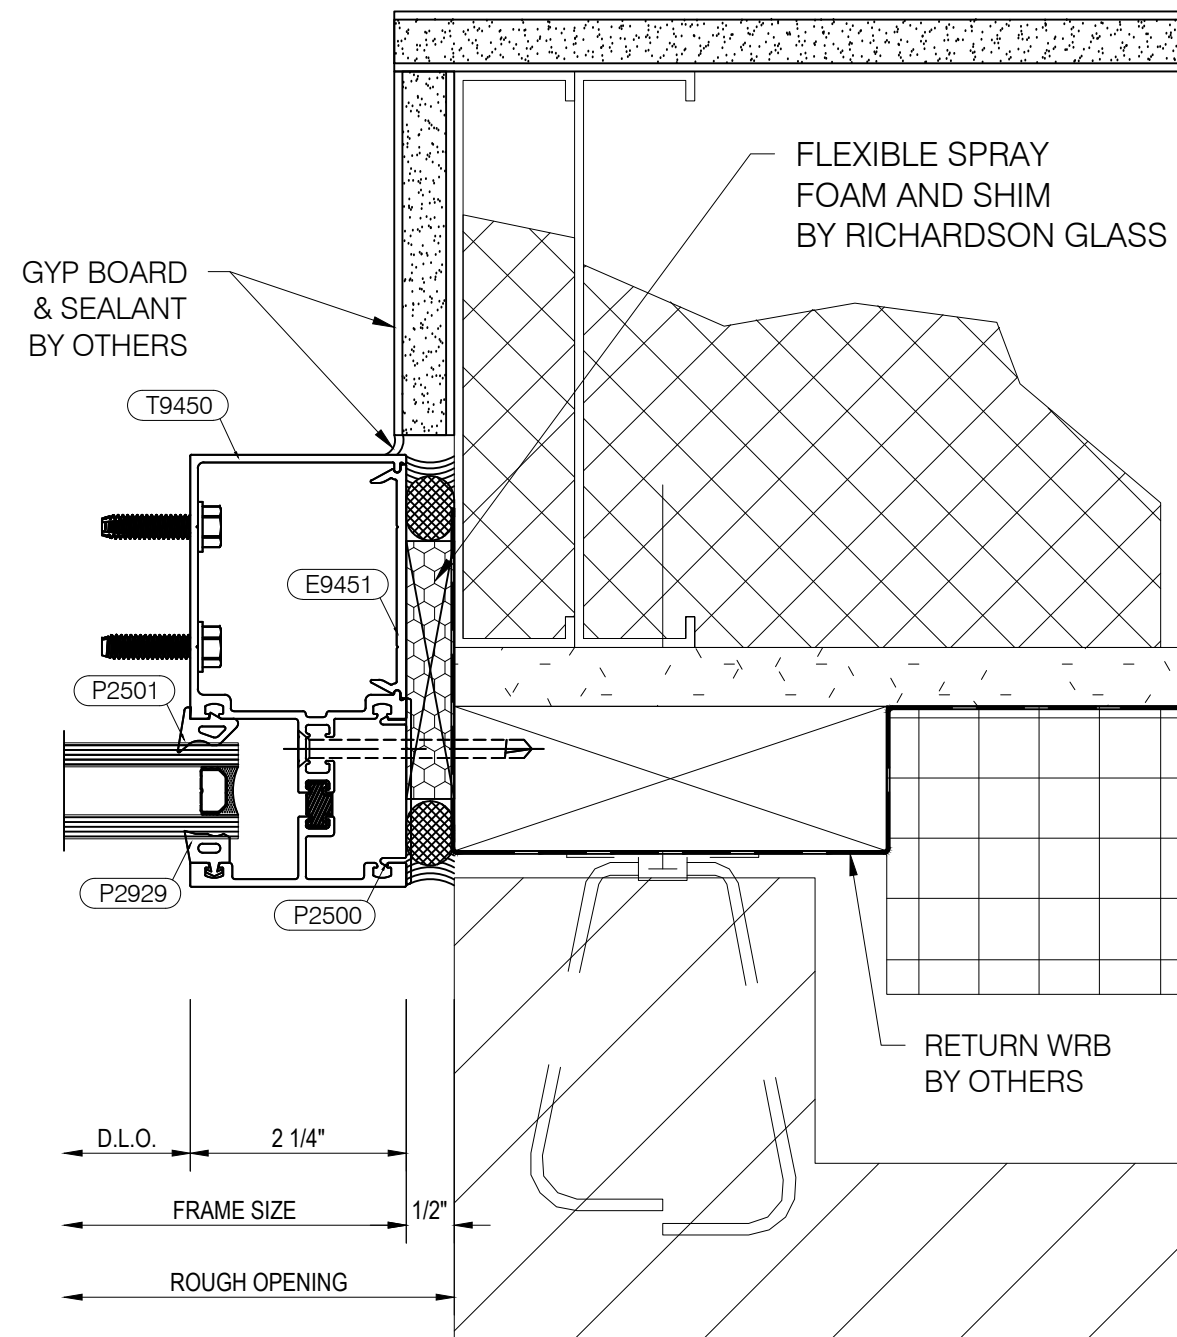 FLEXIBLE SPRAY
FOAM AND SHIM
BY RICHARDSON GLASS
GYP BOARD
& SEALANT
BY OTHERS
T9450
E9451
P2501
P2929
P2500
RETURN WRB
BY OTHERS
D.L.O.
2 1/4"
FRAME SIZE
1/2"
ROUGH OPENING